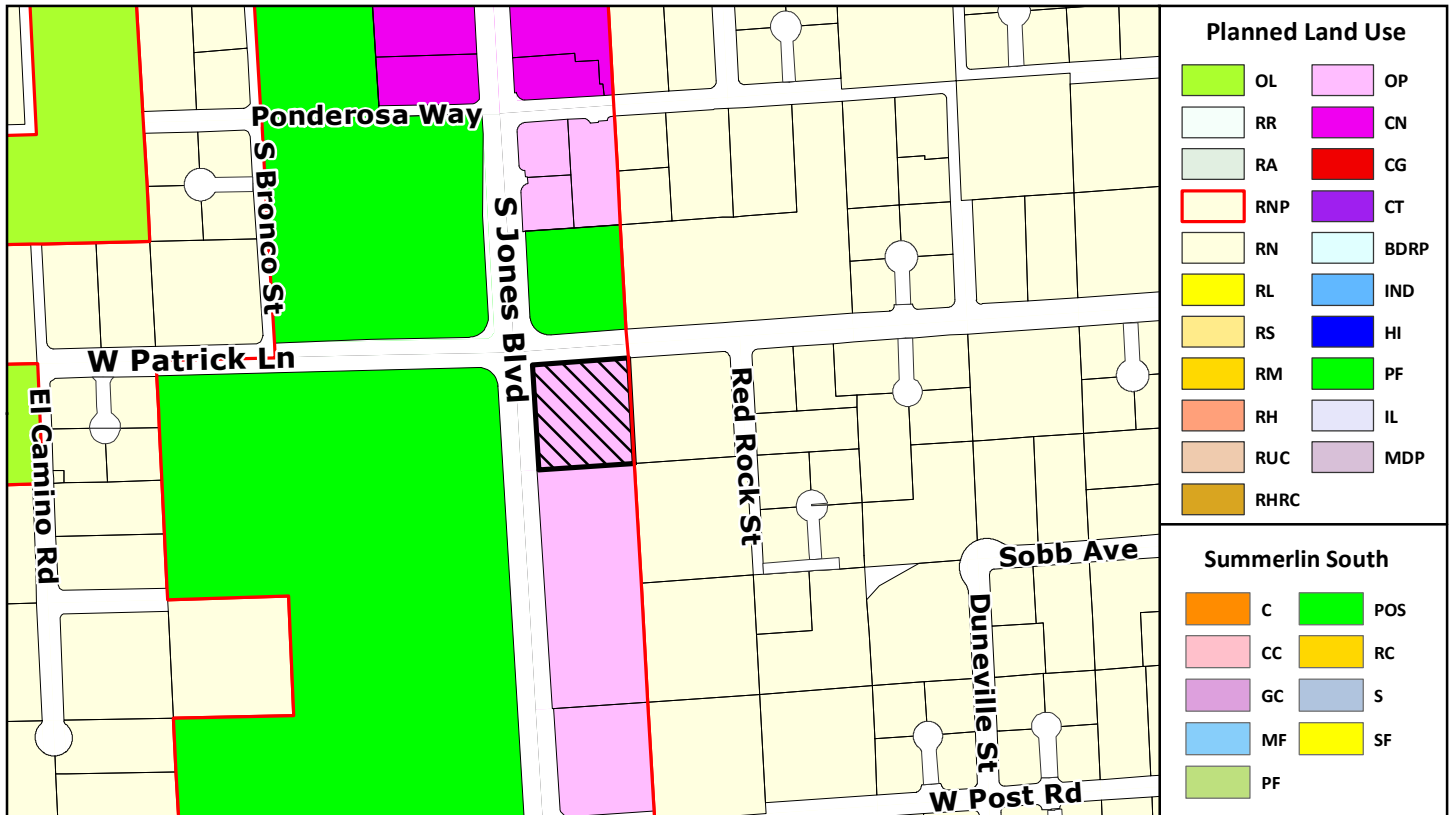 Ponderosa Way
S Bronco St
S Jones Blvd
W Patrick Ln
El Camino Rd
Red Rock St
Sobb Ave
Duneville St
W Post Rd
Planned Land Use
OL OP
RR CN
RA CG
RNP CT
RN BDRP
RL IND
RS HI
RM PF
RH IL
RUC MDP
RHRC
Summerlin South
C POS
CC RC
GC S
MF SF
PF